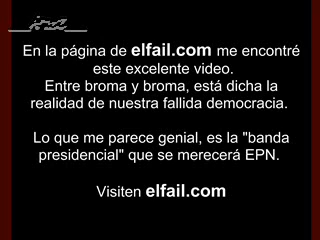 En la página de elfail.com me encontré
este excelente video.
Entre broma y broma, está dicha la
realidad de nuestra fallida democracia.
Lo que me parece genial, es la "banda
presidencial" que se merecerá EPN.
Visiten elfail.com